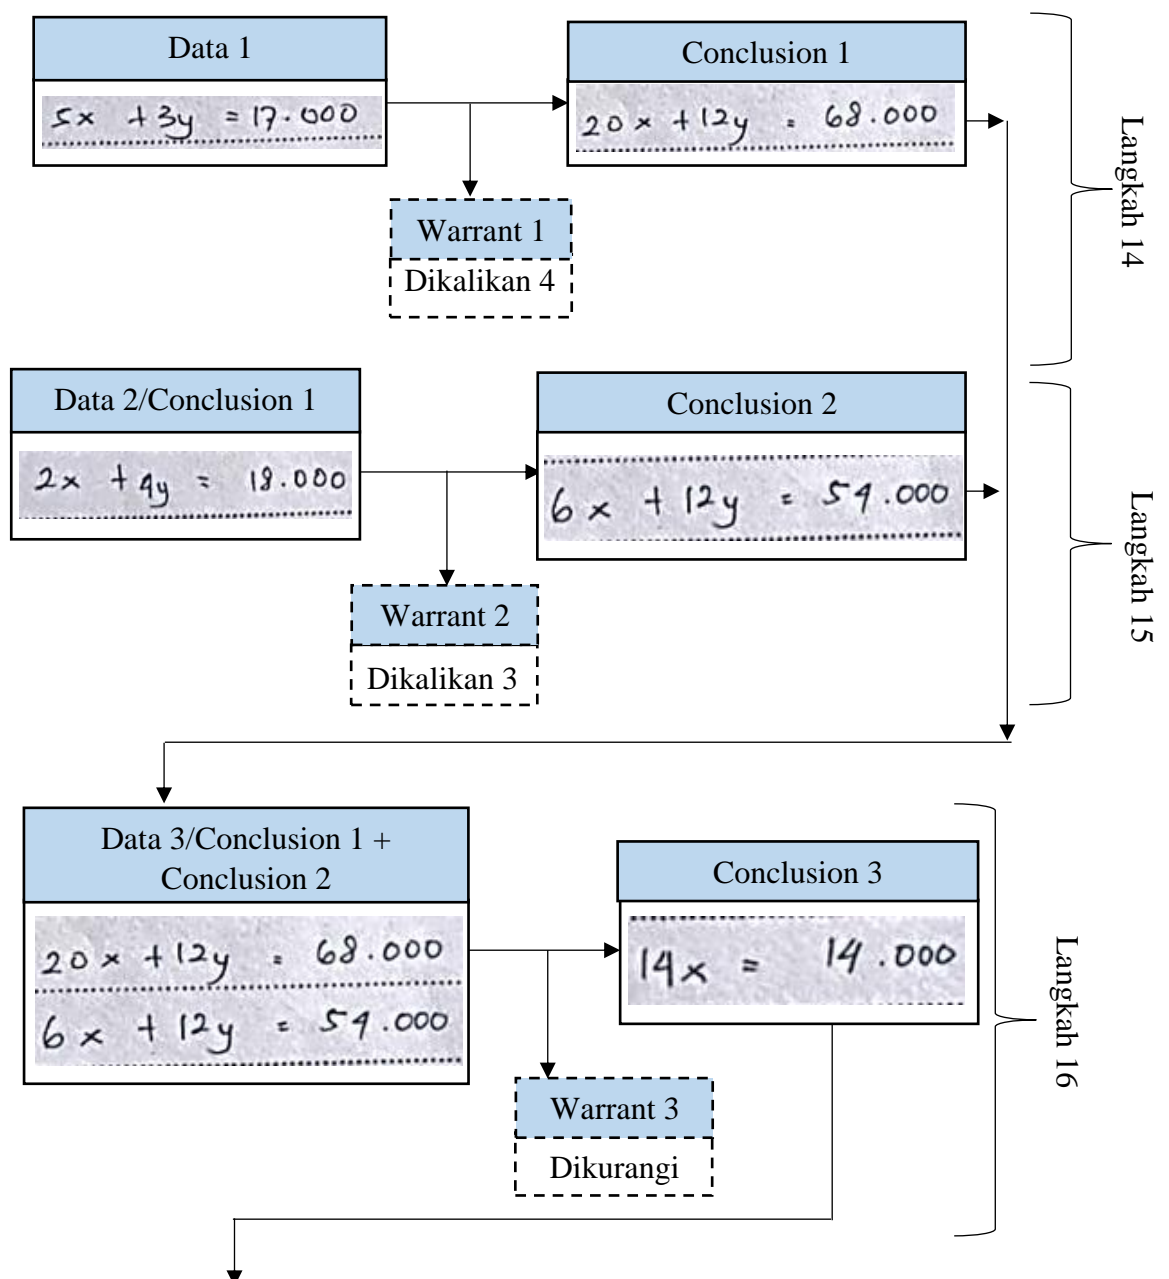 Data 1
5x + 3y = 17.000
Conclusion 1
20x + 12y = 68.000
Warrant 1
Dikalikan 4
Langkah 14
Data 2/Conclusion 1
2x + 4y = 18.000
Conclusion 2
6x + 12y = 54.000
Warrant 2
Dikalikan 3
Langkah 15
Data 3/Conclusion 1 +
Conclusion 2
20x + 12y = 68.000
6x + 12y = 54.000
Conclusion 3
14x = 14.000
Warrant 3
Dikurangi
Langkah 16